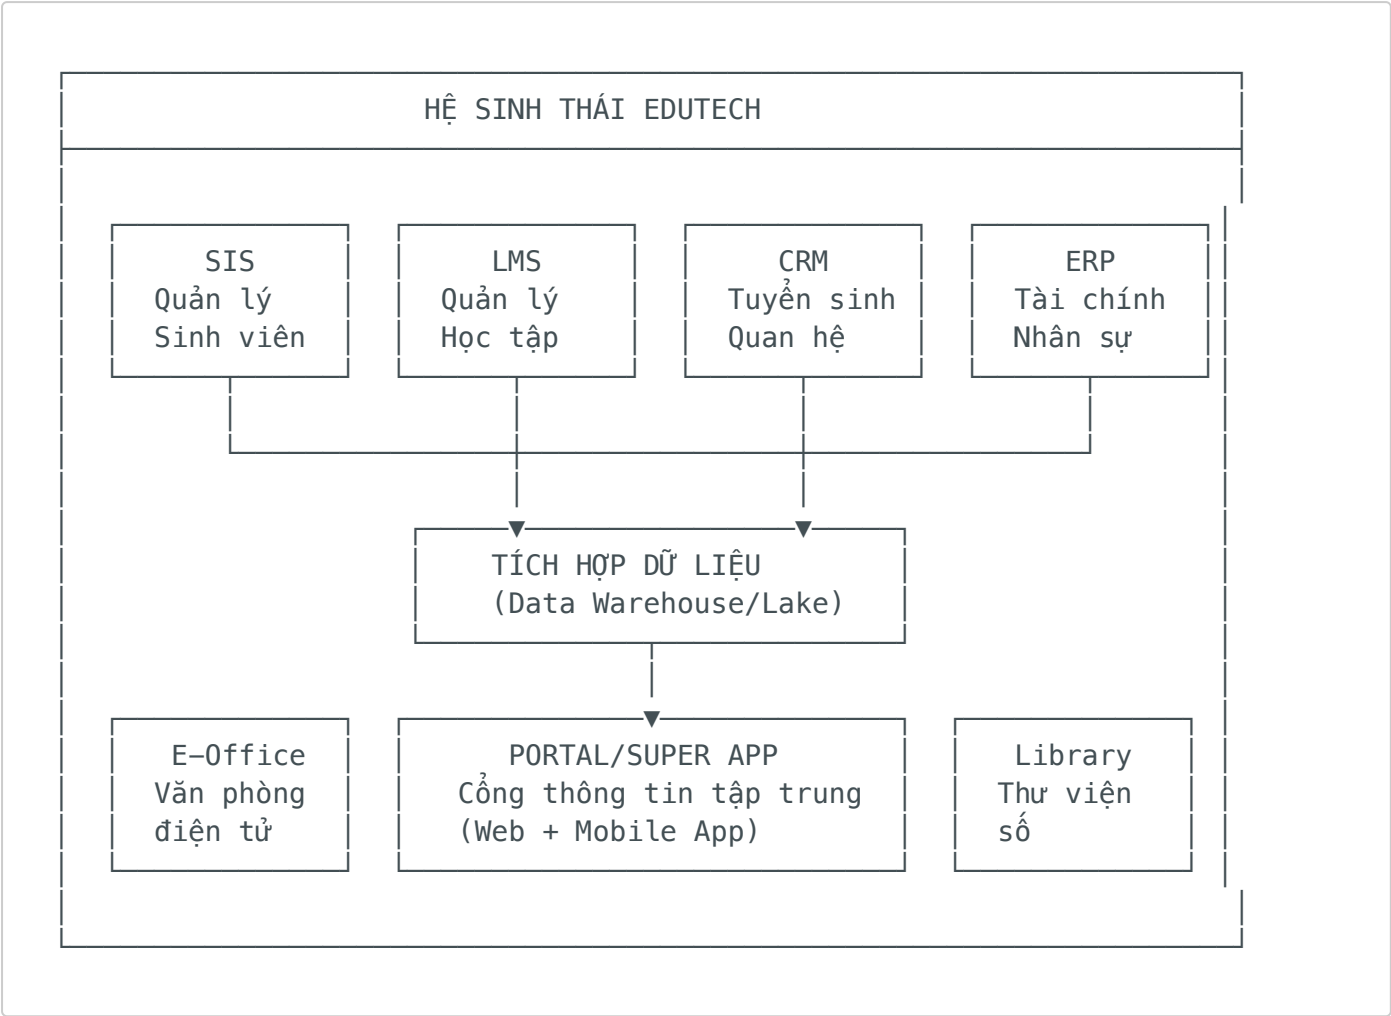 HỆ SINH THÁI EDUTECH
SIS
Quản lý
Sinh viên
LMS
Quản lý
Học tập
CRM
Tuyển sinh
Quan hệ
ERP
Tài chính
Nhân sự
TÍCH HỢP DỮ LIỆU
(Data Warehouse/Lake)
E-Office
Văn phòng
điện tử
PORTAL/SUPER APP
Cổng thông tin tập trung
(Web + Mobile App)
Library
Thư viện
số